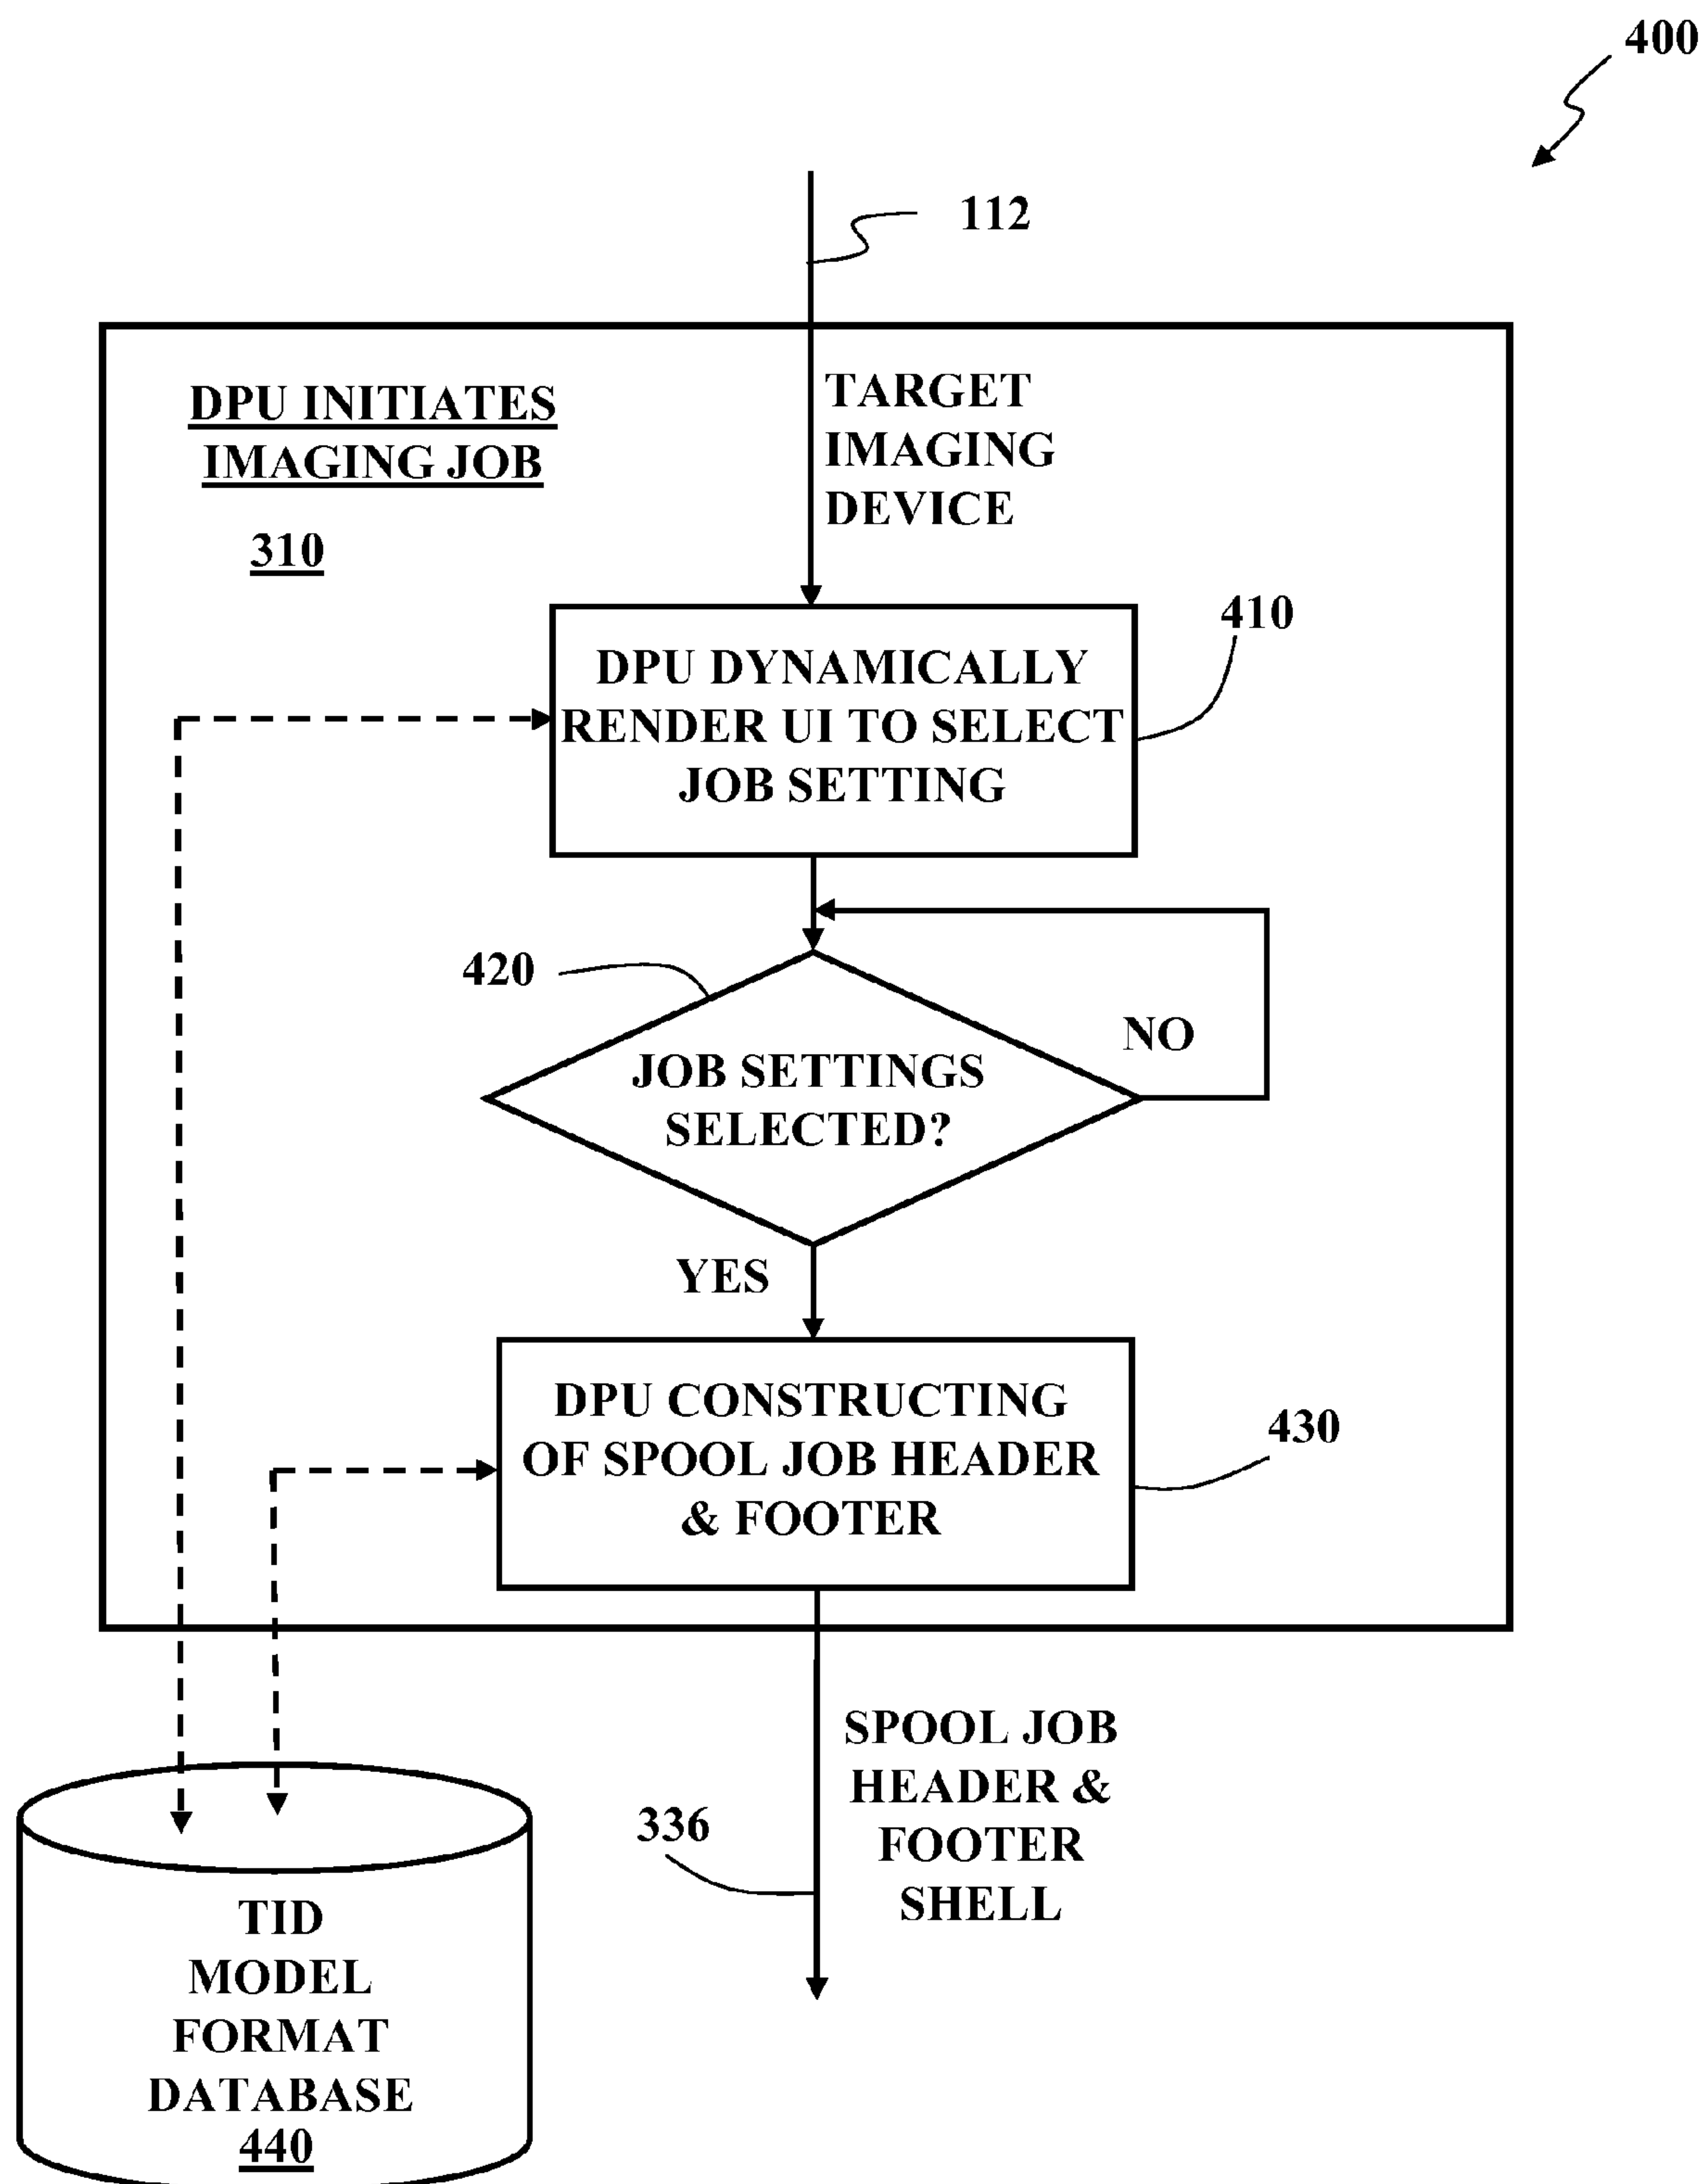 400
112
DPU INITIATES
IMAGING JOB
310
TARGET
IMAGING
DEVICE
410
DPU DYNAMICALLY
RENDER UI TO SELECT
JOB SETTING
420
NO
JOB SETTINGS
SELECTED?
YES
DPU CONSTRUCTING
OF SPOOL JOB HEADER
& FOOTER
430
SPOOL JOB
HEADER &
FOOTER
SHELL
336
TID
MODEL
FORMAT
DATABASE
440